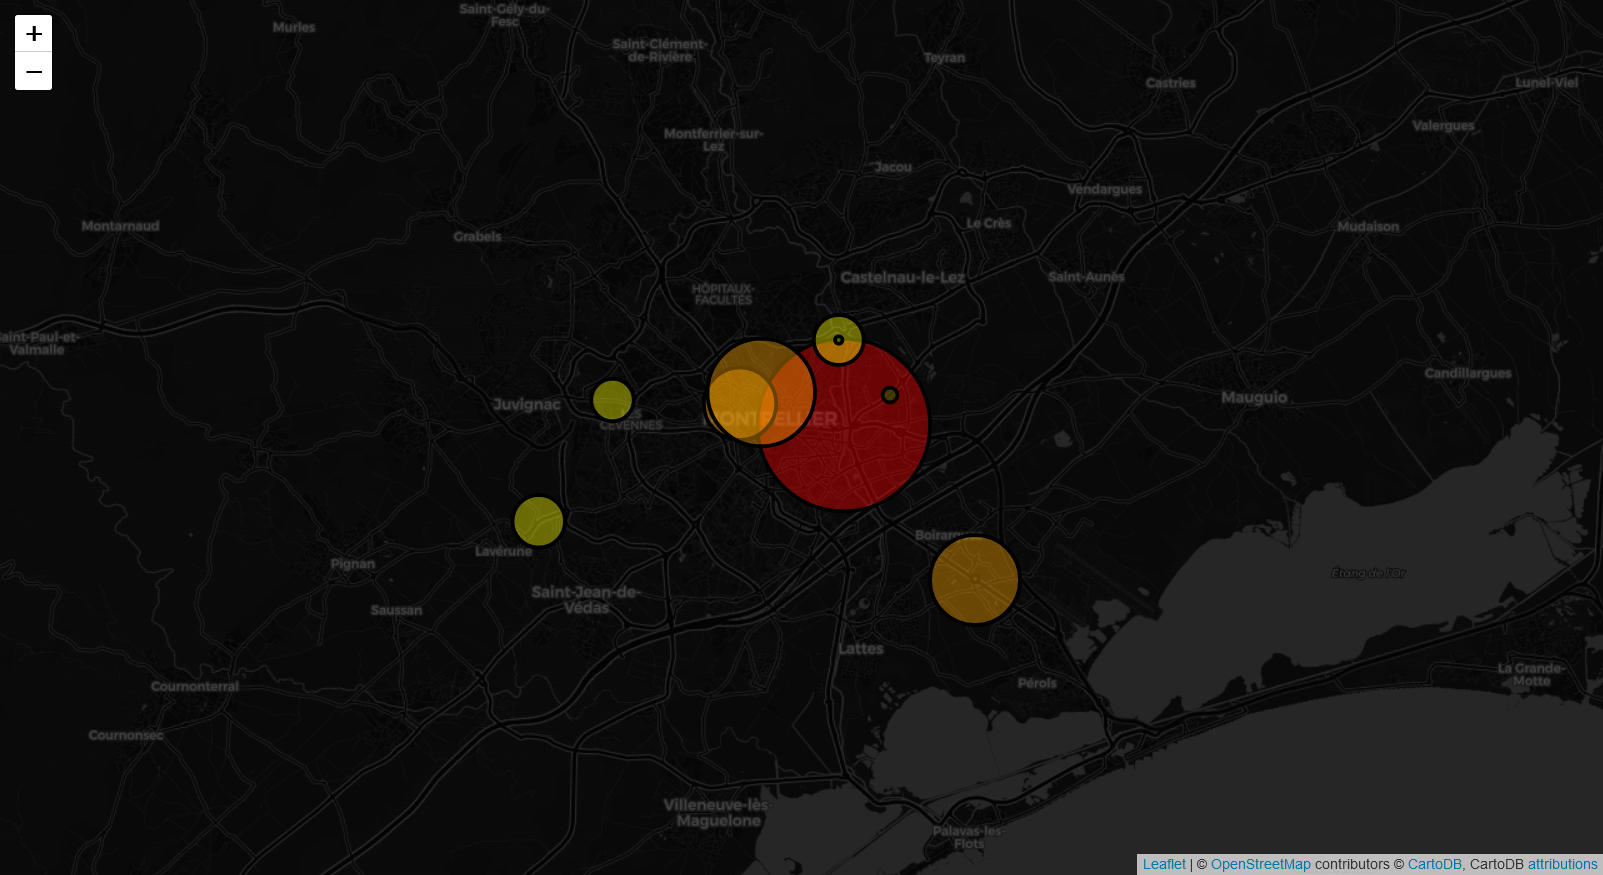 +
−
Saint-Gély-du-
Fesc
Murles
Saint-Clément-
de-Rivière
Teyran
Castries
Lunel-Viel
Valergues
Montferrier-sur-
Lez
Jacou
Vendargues
Montarnaud
Grabels
Le Crès
Mudaison
Castelnau-le-Lez
Saint-Aunès
HÔPITAUX-
FACULTÉS
aint-Paul-et-
Valmalle
Candillargues
Juvignac
Mauguio
CÉVENNES
MONTPELLIER
Boirargues
Lavérune
Pignan
Étang de l'Or
Saint-Jean-de-
Védas
Saussan
Lattes
La Grande-
Motte
Cournonterral
Pérols
Cournonsec
Villeneuve-lès-
Maguelone
Palavas-les-
Flots
Leaflet | © OpenStreetMap contributors © CartoDB, CartoDB attributions